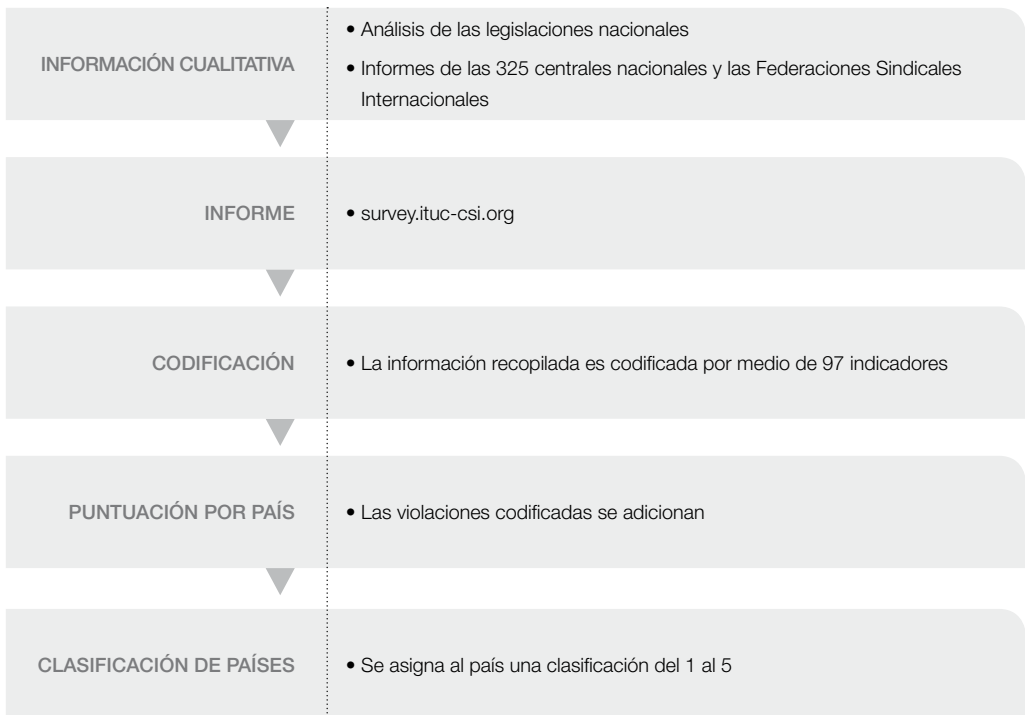 INFORMACIÓN CUALITATIVA
• Análisis de las legislaciones nacionales
• Informes de las 325 centrales nacionales y las Federaciones Sindicales
Internacionales
INFORME
• survey.ituc-csi.org
CODIFICACIÓN
• La información recopilada es codificada por medio de 97 indicadores
PUNTUACIÓN POR PAÍS
• Las violaciones codificadas se adicionan
CLASIFICACIÓN DE PAÍSES
• Se asigna al país una clasificación del 1 al 5